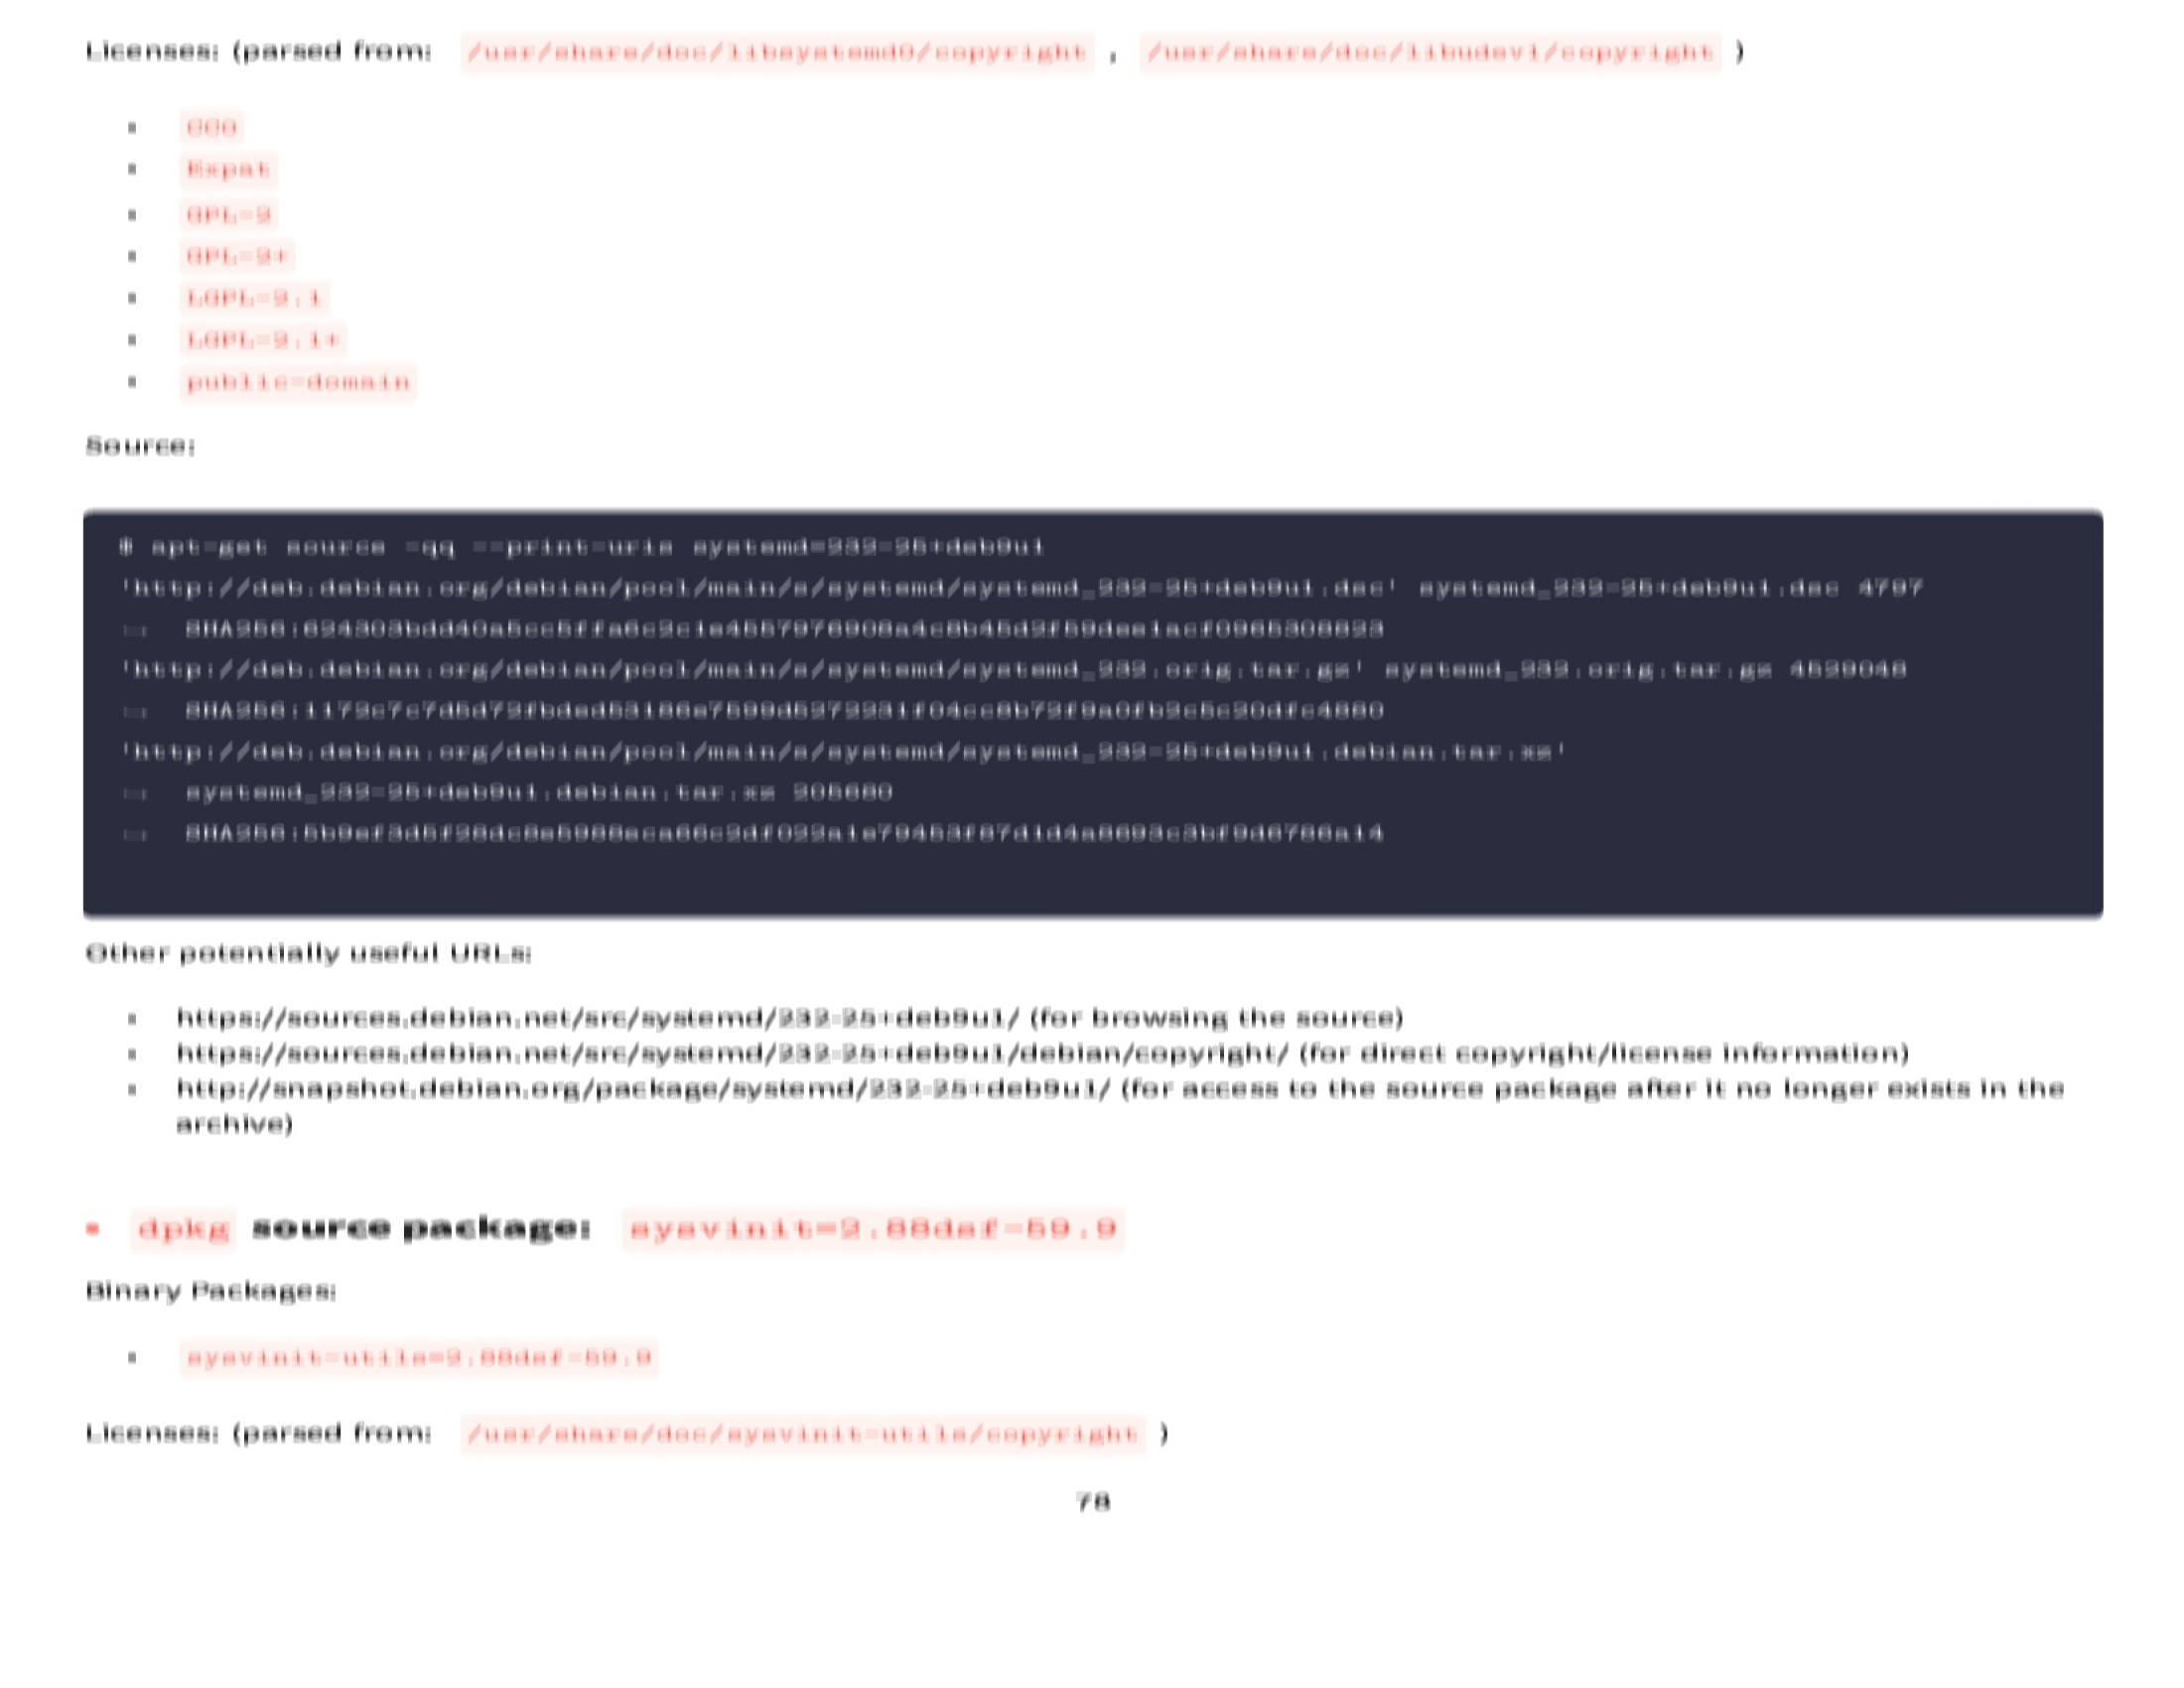 Licenses: (parsed from: /usr/share/doc/libsystemd0/copyright , /usr/share/doc/libudev1/copyright )
CC0
Expat
GPL-2
GPL-2+
LGPL-2.1
LGPL-2.1+
public-domain
Source:
$ apt-get source -qq --print-uris systemd=232-25+deb9u1
'http://deb.debian.org/debian/pool/main/s/systemd/systemd_232-25+deb9u1.dsc' systemd_232-25+deb9u1.dsc 4797
'http://deb.debian.org/debian/pool/main/s/systemd/systemd_232.orig.tar.gz' systemd_232.orig.tar.gz 4529048
'http://deb.debian.org/debian/pool/main/s/systemd/systemd_232-25+deb9u1.debian.tar.xz'
systemd_232-25+deb9u1.debian.tar.xz
Other potentially useful URLs:
https://sources.debian.net/src/systemd/232-25+deb9u1/ (for browsing the source)
https://sources.debian.net/src/systemd/232-25+deb9u1/debian/copyright/ (for direct copyright/license information)
http://snapshot.debian.org/package/systemd/232-25+deb9u1/ (for access to the source package after it no longer exists in the
archive)
dpkg source package: sysvinit=2.88dsf-59.9
Binary Packages:
sysvinit-utils=2.88dsf-59.9
Licenses: (parsed from: /usr/share/doc/sysvinit-utils/copyright )
78